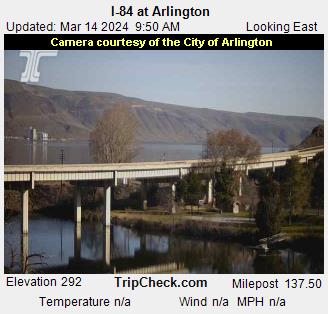 I-84 at Arlington
Updated: Mar 14 2024 9:50 AM Looking East
Camera courtesy of the City of Arlington
Elevation 292 TripCheck.com Milepost 137.50
Temperature n/a Wind n/a MPH n/a